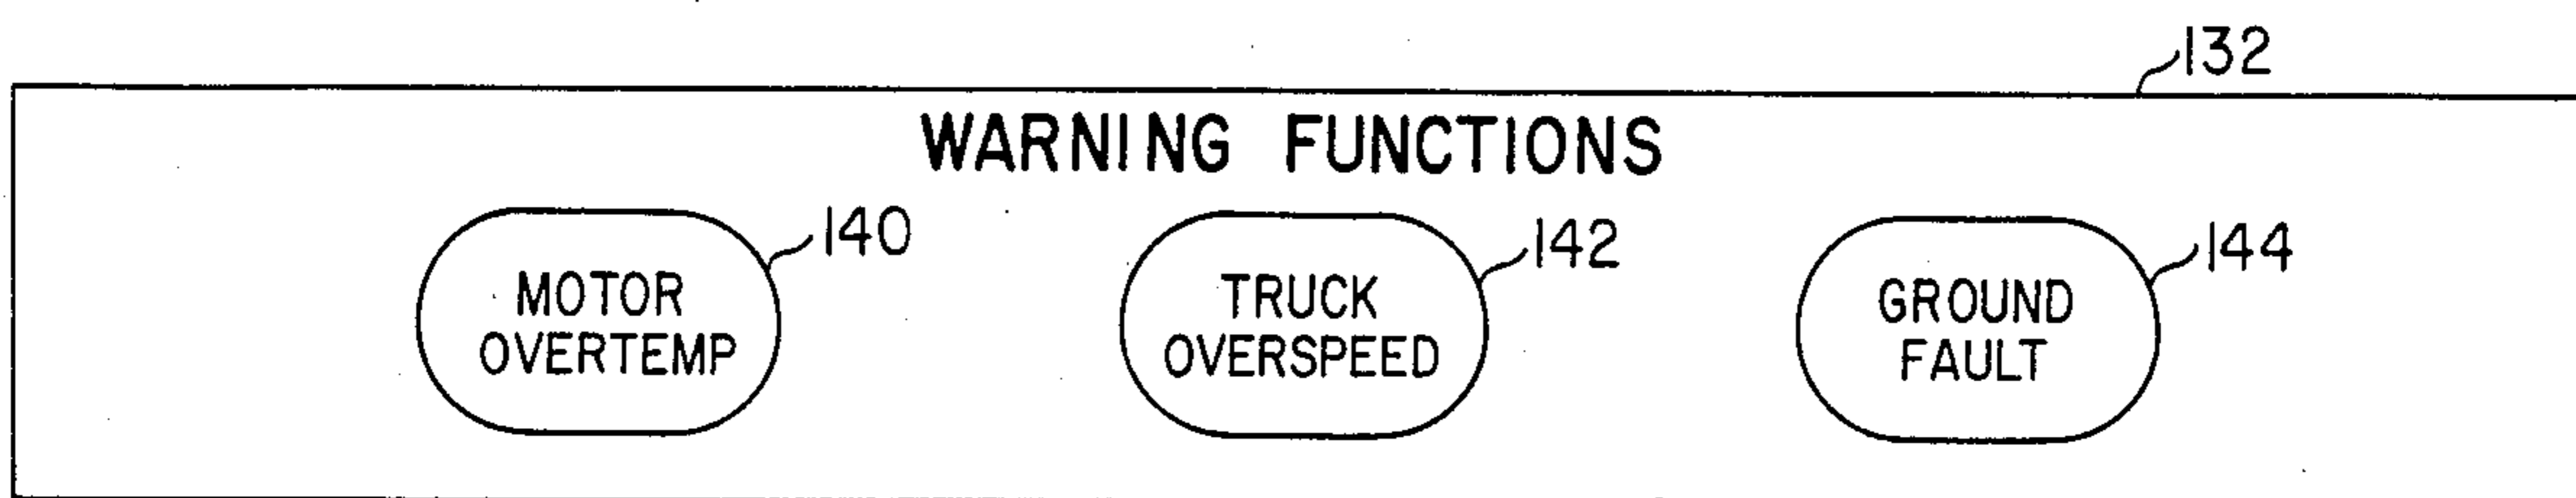 132
WARNING FUNCTIONS
140
142
144
MOTOR
OVERTEMP
TRUCK
OVERSPEED
GROUND
FAULT